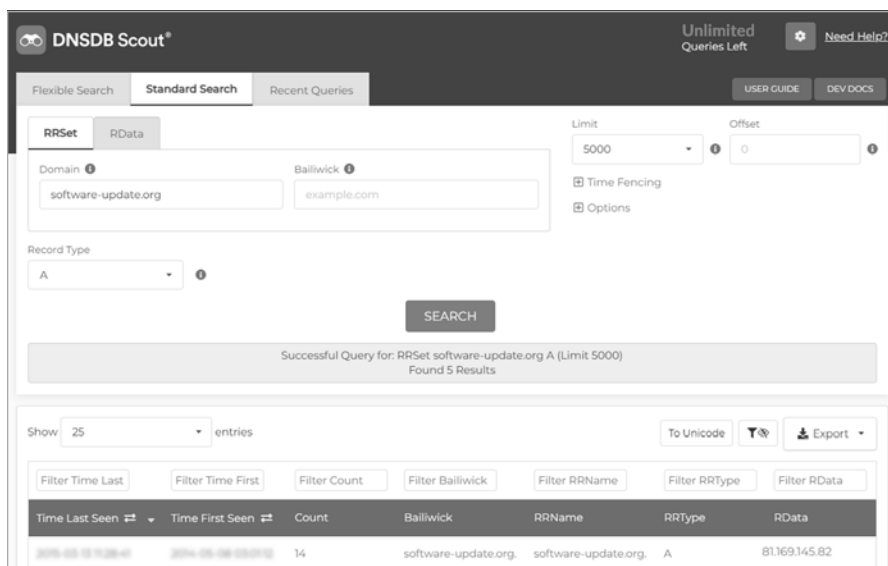 DNSDB Scout®
Unlimited
Queries Left
Need Help?
Flexible Search
Standard Search
Recent Queries
USER GUIDE
DEV DOCS
RRSet
RData
Limit
Offset
5000
0
Domain
Bailiwick
software-update.org
example.com
Time Fencing
Options
Record Type
A
SEARCH
Successful Query for: RRSet software-update.org A (Limit 5000)
Found 5 Results
Show 25 entries
To Unicode
Export
Filter Time Last
Filter Time First
Filter Count
Filter Bailiwick
Filter RRName
Filter RRType
Filter RData
Time Last Seen
Time First Seen
Count
Bailiwick
RRName
RRType
RData
14
software-update.org.
software-update.org.
A
81.169.145.82